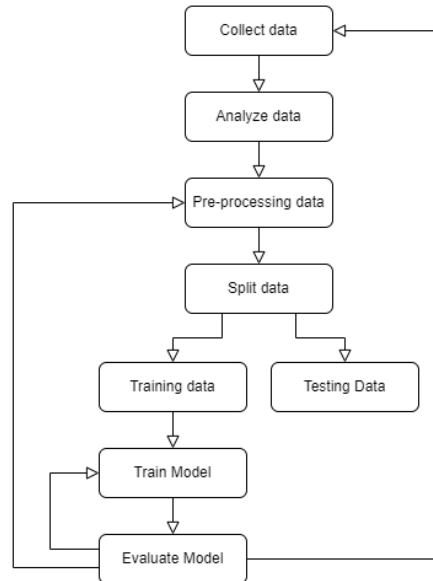 Collect data
Analyze data
Pre-processing data
Split data
Training data
Testing Data
Train Model
Evaluate Model